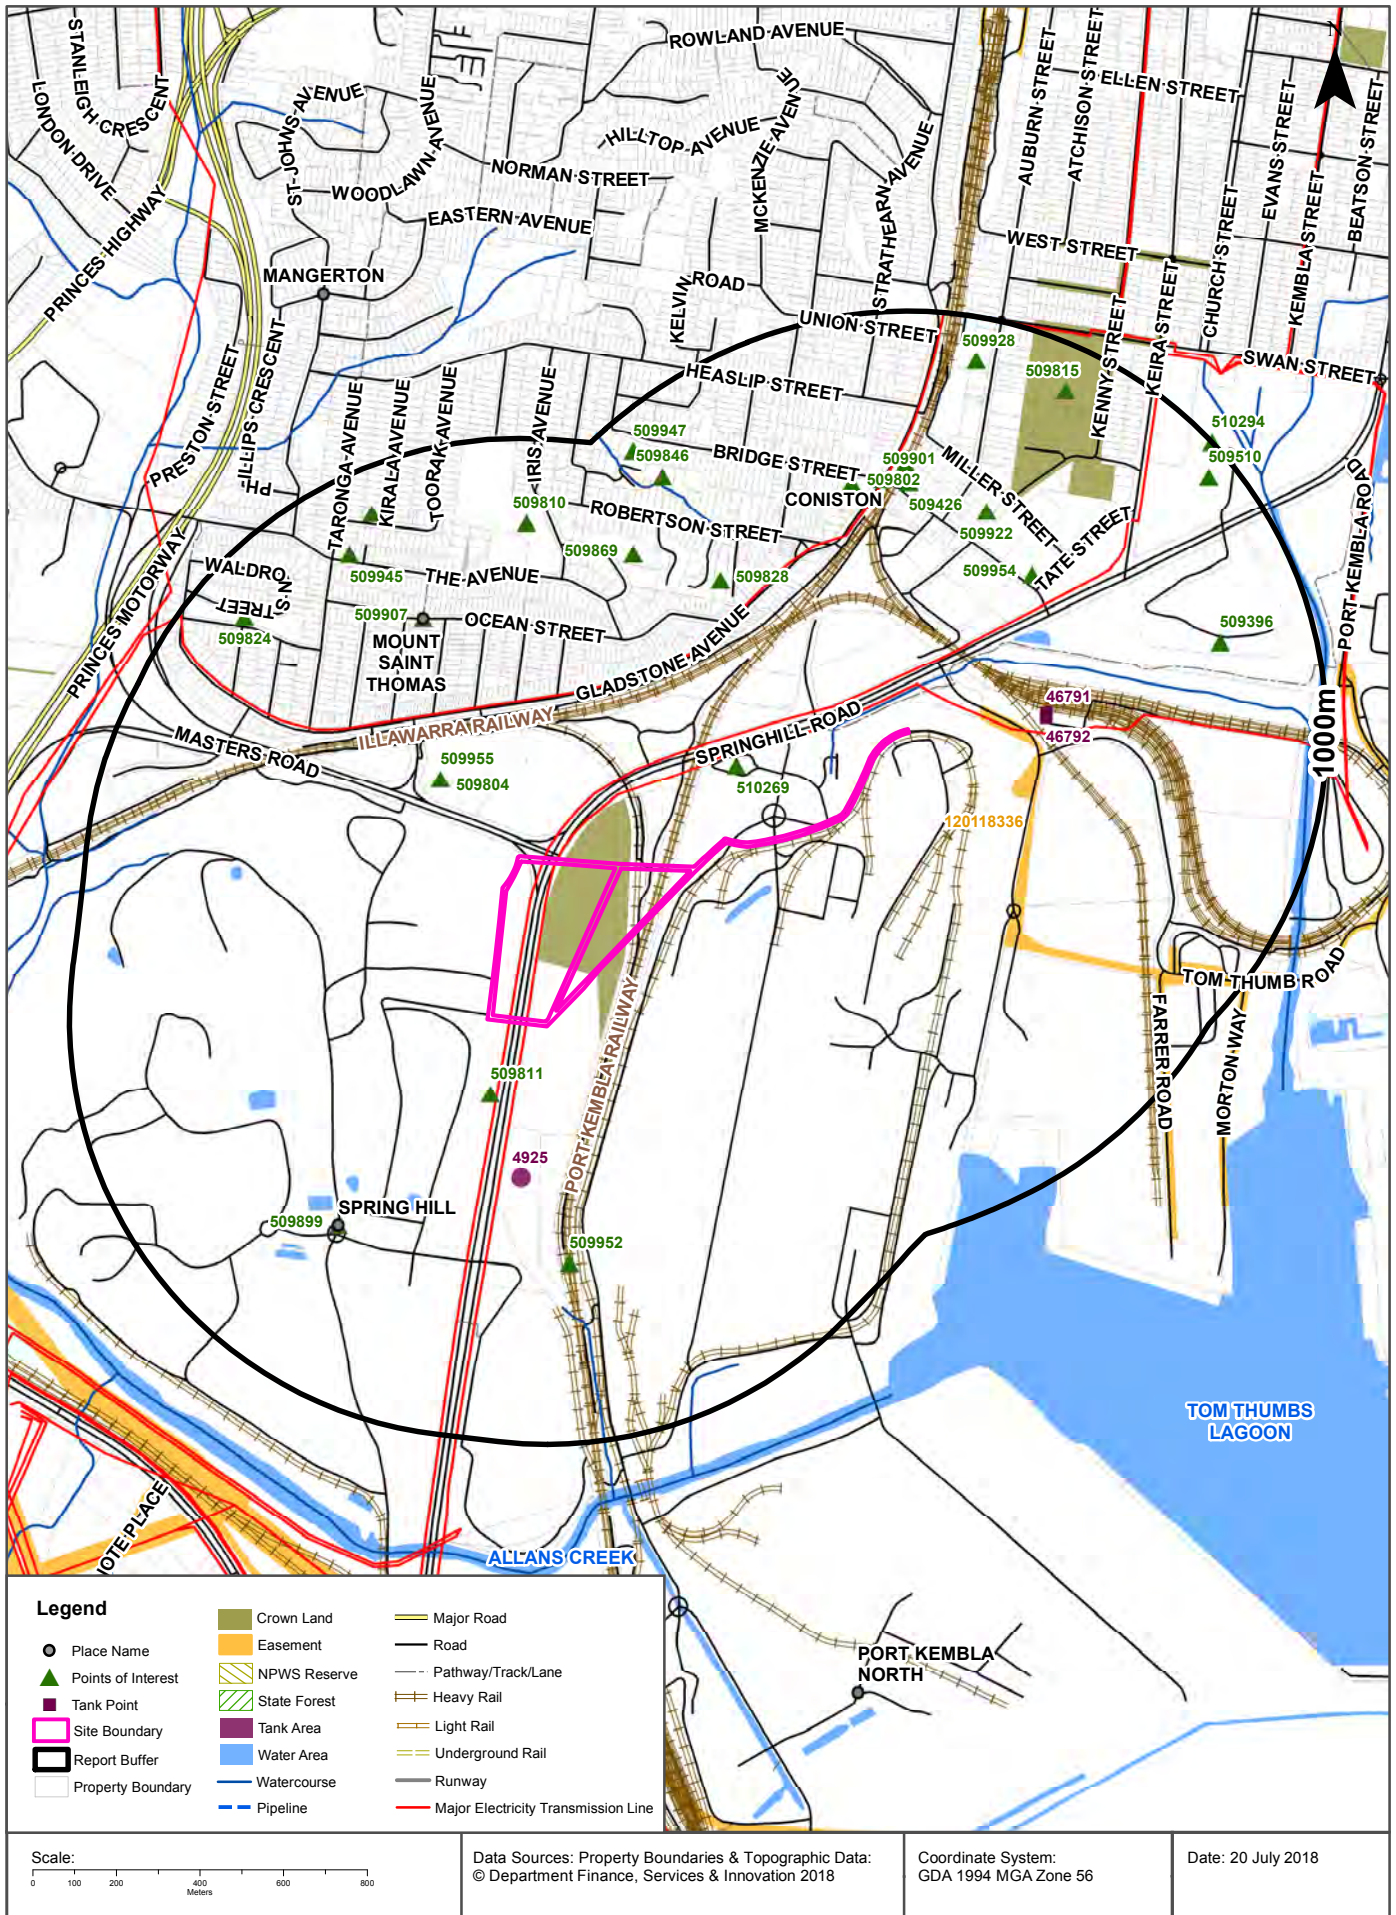 STANLEIGH CRESCENT
LONDON DRIVE
ST JOHNS AVENUE
WOODLAWN AVENUE
ROWLAND AVENUE
HILLTOP AVENUE
MCKENZIE AVENUE
NORMAN STREET
EASTERN AVENUE
STRATHEARN AVENUE
AUBURN STREET
ATCHISON STREET
ELLEN STREET
EVANS STREET
BEATSON STREET
N
PRINCES HIGHWAY
MANGERTON
KELVIN ROAD
WEST STREET
CHURCH STREET
KEMBLA STREET
UNION STREET
KENNY STREET
KEIRA STREET
SWAN STREET
PRESTON STREET
PHILLIPS CRESCENT
TARONGA AVENUE
KIRALA AVENUE
TOORAK AVENUE
IRIS AVENUE
HEASLIP STREET
509928
509815
509947
509846
BRIDGE STREET
509901
509802
CONISTON
509426
MILLER STREET
510294
509510
509810
ROBERTSON STREET
509869
509922
TATE STREET
509954
PORT KEMBLA ROAD
PRINCES MOTORWAY
WALDRON STREET
509945
THE AVENUE
509828
509907
OCEAN STREET
509824
MOUNT
SAINT
THOMAS
GLADSTONE AVENUE
509396
MASTERS ROAD
ILLAWARRA RAILWAY
SPRINGHILL ROAD
46791
46792
1000m
509955
509804
510269
120118336
TOM THUMB ROAD
PORT KEMBLA RAILWAY
FARRER ROAD
MORTON WAY
509811
4925
SPRING HILL
509899
509952
TOM THUMBS
LAGOON
OTE PLACE
ALLANS CREEK
PORT KEMBLA
NORTH
Legend
Place Name
Points of Interest
Tank Point
Site Boundary
Report Buffer
Property Boundary
Crown Land
Easement
NPWS Reserve
State Forest
Tank Area
Water Area
Watercourse
Pipeline
Major Road
Road
Pathway/Track/Lane
Heavy Rail
Light Rail
Underground Rail
Runway
Major Electricity Transmission Line
Scale:
0 100 200 400 600 800
Meters
Data Sources: Property Boundaries & Topographic Data:
© Department Finance, Services & Innovation 2018
Coordinate System:
GDA 1994 MGA Zone 56
Date: 20 July 2018